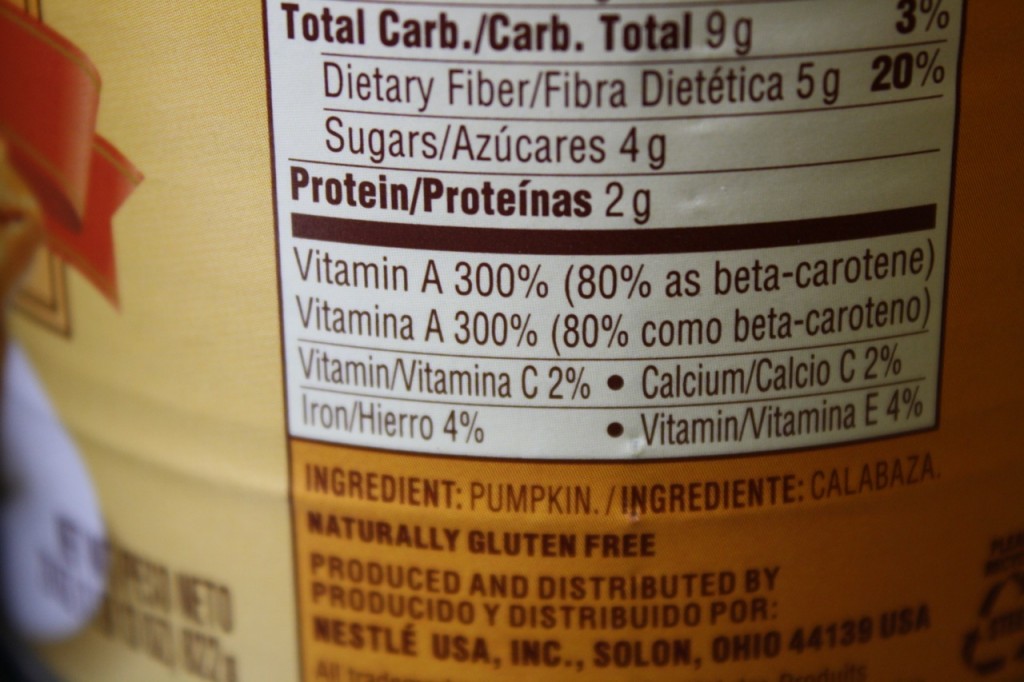 Total Carb./Carb. Total 9g 3%
Dietary Fiber/Fibra Dietética 5g 20%
Sugars/Azúcares 4g
Protein/Proteínas 2g
Vitamin A 300% (80% as beta-carotene)
Vitamina A 300% (80% como beta-caroteno)
Vitamin/Vitamina C 2% • Calcium/Calcio C 2%
Iron/Hierro 4% • Vitamin/Vitamina E 4%
INGREDIENT: PUMPKIN. / INGREDIENTE: CALABAZA.
NATURALLY GLUTEN FREE
PRODUCED AND DISTRIBUTED BY
PRODUCIDO Y DISTRIBUIDO POR:
NESTLÉ USA, INC., SOLON, OHIO 44139 USA
All
PESO NETO